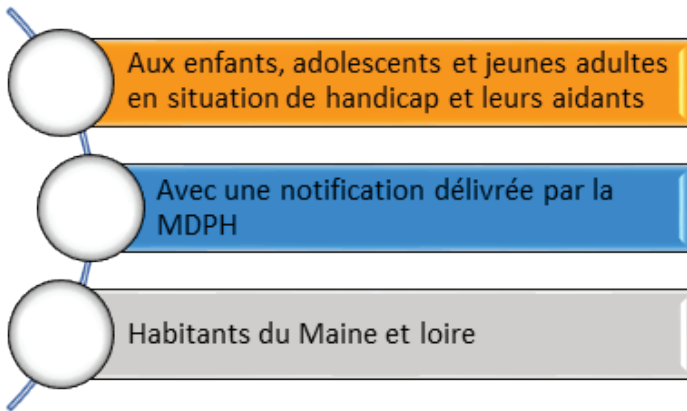 Aux enfants, adolescents et jeunes adultes
en situation de handicap et leurs aidants
Avec une notification délivrée par la
MDPH
Habitants du Maine et loire